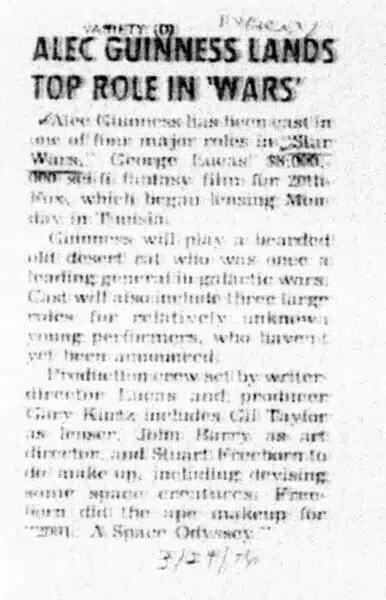 VARIETY (D)
ALEC GUINNESS LANDS
TOP ROLE IN 'WARS'
Alec Guinness has been cast in
one of four major roles in "Star
Wars," George Lucas' $8,000,-
000 sci-fi fantasy film for 20th-
Fox, which began lensing Mon-
day in Tunisia.
Guinness will play a bearded
old desert rat who was once a
leading general in galactic wars.
Cast will also include three large
roles for relatively unknown
young performers, who haven't
yet been announced.
Production crew set by writer-
director Lucas and producer
Gary Kurtz includes Gil Taylor
as lenser, John Barry as art
director, and Stuart Freeborn to
do makeup, including devising
some space creatures. Free-
born did the ape makeup for
"2001: A Space Odyssey."
3/24/76